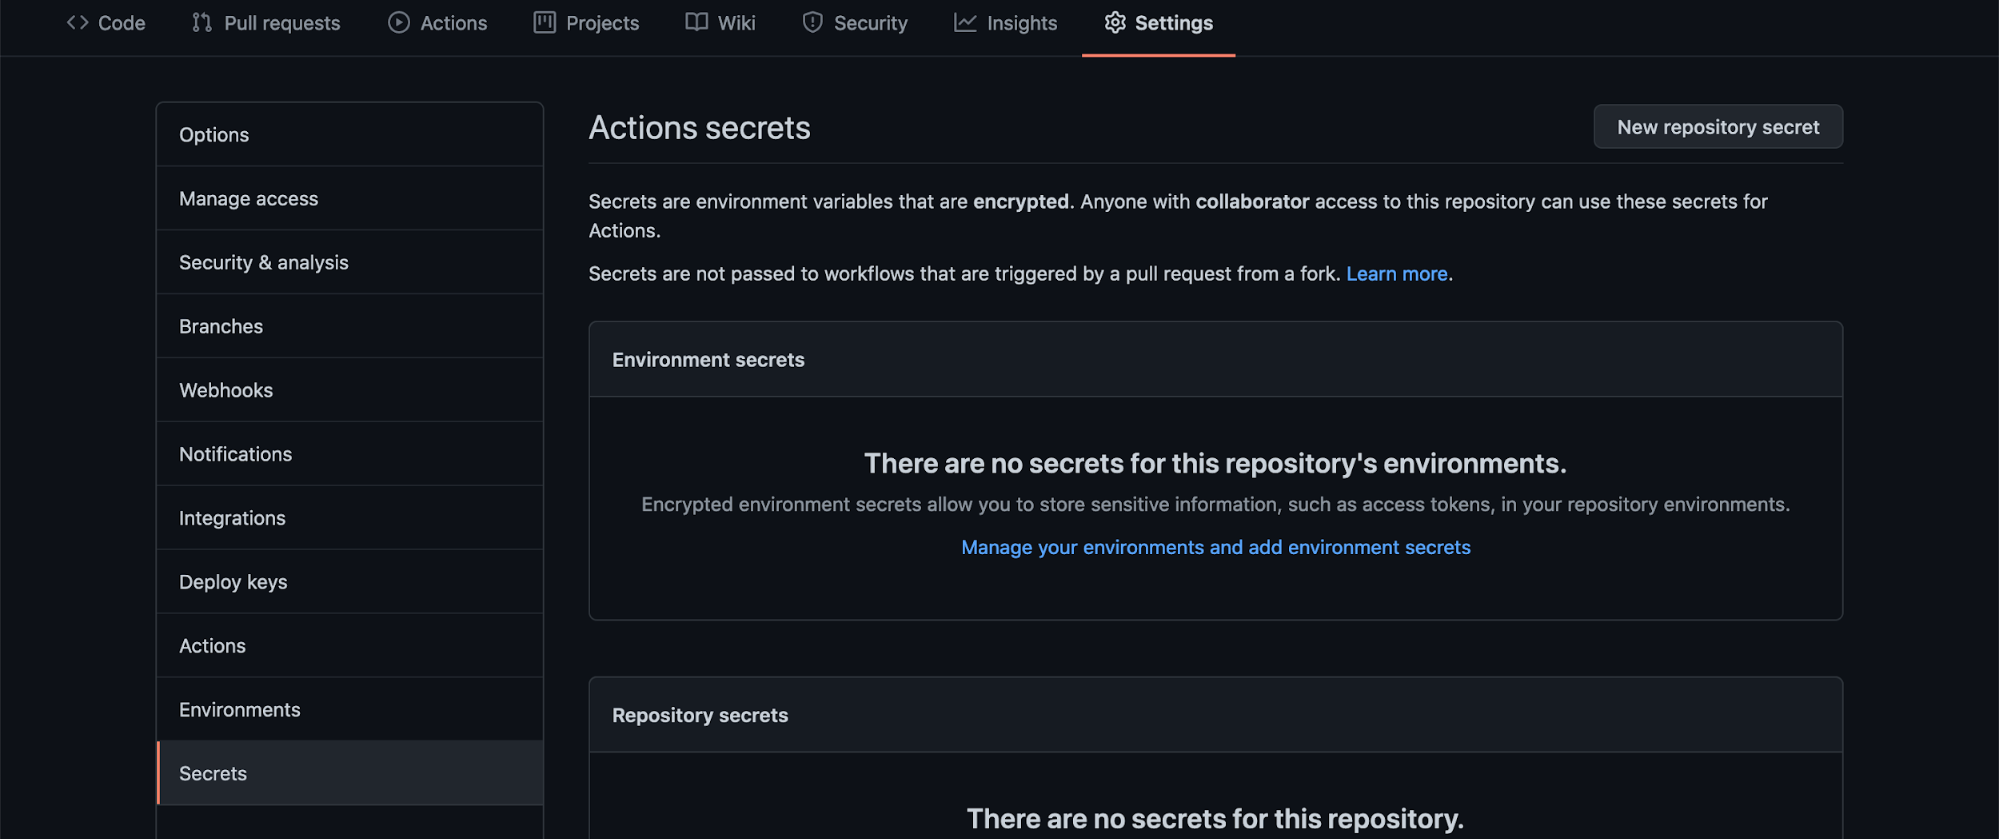 Code Pull requests Actions Projects Wiki Security Insights Settings
Options
Manage access
Security & analysis
Branches
Webhooks
Notifications
Integrations
Deploy keys
Actions
Environments
Secrets
Actions secrets
New repository secret
Secrets are environment variables that are encrypted. Anyone with collaborator access to this repository can use these secrets for
Actions.
Secrets are not passed to workflows that are triggered by a pull request from a fork. Learn more.
Environment secrets
There are no secrets for this repository's environments.
Encrypted environment secrets allow you to store sensitive information, such as access tokens, in your repository environments.
Manage your environments and add environment secrets
Repository secrets
There are no secrets for this repository.